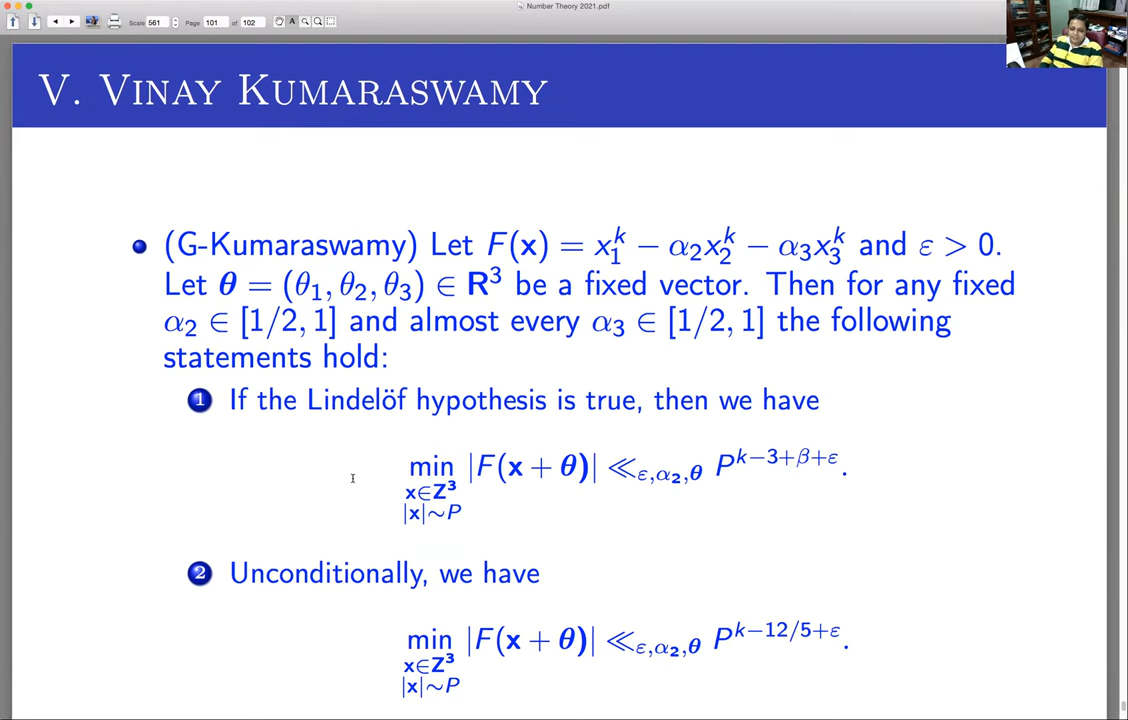 Number Theory 2021.pdf
Scale 561 Page 101 of 102
V. VINAY KUMARASWAMY
(G-Kumaraswamy) Let F(𝐱) = x₁ᵏ − α₂x₂ᵏ − α₃x₃ᵏ and ε > 0.
Let 𝜽 = (θ₁, θ₂, θ₃) ∈ 𝐑³ be a fixed vector. Then for any fixed
α₂ ∈ [1/2, 1] and almost every α₃ ∈ [1/2, 1] the following
statements hold:
1 If the Lindelöf hypothesis is true, then we have
min |F(𝐱 + 𝜽)| ≪_{ε,α₂,𝜽} P^{k−3+β+ε}.
𝐱∈𝐙³
|𝐱|∼P
2 Unconditionally, we have
min |F(𝐱 + 𝜽)| ≪_{ε,α₂,𝜽} P^{k−12/5+ε}.
𝐱∈𝐙³
|𝐱|∼P